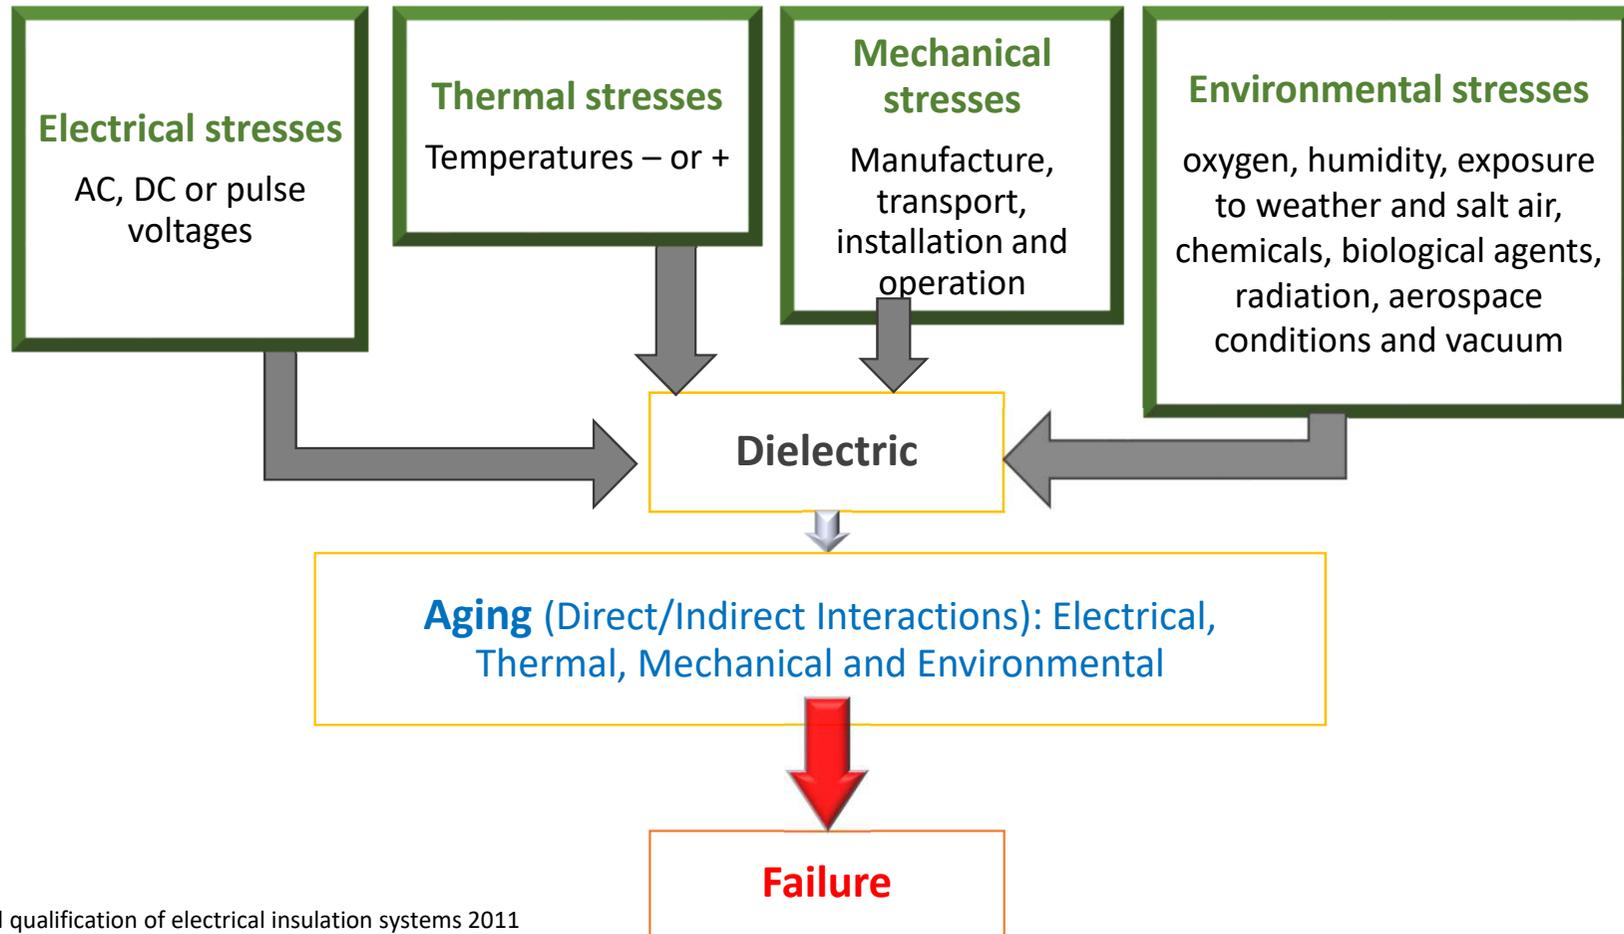 Electrical stresses
AC, DC or pulse
voltages
Thermal stresses
Temperatures – or +
Mechanical
stresses
Manufacture,
transport,
installation and
operation
Environmental stresses
oxygen, humidity, exposure
to weather and salt air,
chemicals, biological agents,
radiation, aerospace
conditions and vacuum
Dielectric
Aging (Direct/Indirect Interactions): Electrical,
Thermal, Mechanical and Environmental
Failure
qualification of electrical insulation systems 2011